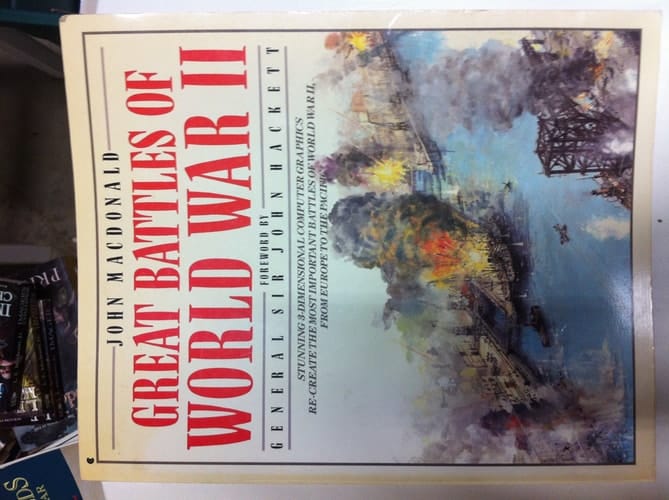 JOHN MACDONALD
GREAT BATTLES OF
WORLD WAR II
FOREWORD BY
GENERAL SIR JOHN HACKETT
STUNNING 3-DIMENSIONAL COMPUTER GRAPHICS
RE-CREATE THE MOST IMPORTANT BATTLES OF WORLD WAR II,
FROM EUROPE TO THE PACIFIC